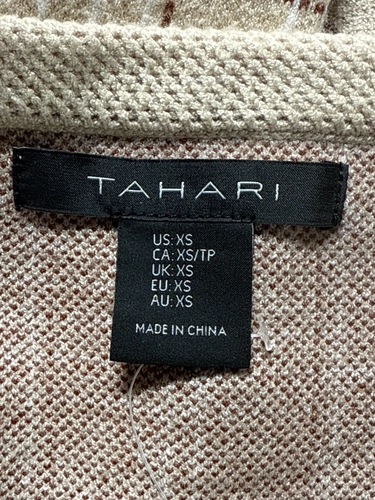 TAHARI
US: XS
CA: XS/TP
UK: XS
EU: XS
AU: XS
MADE IN CHINA